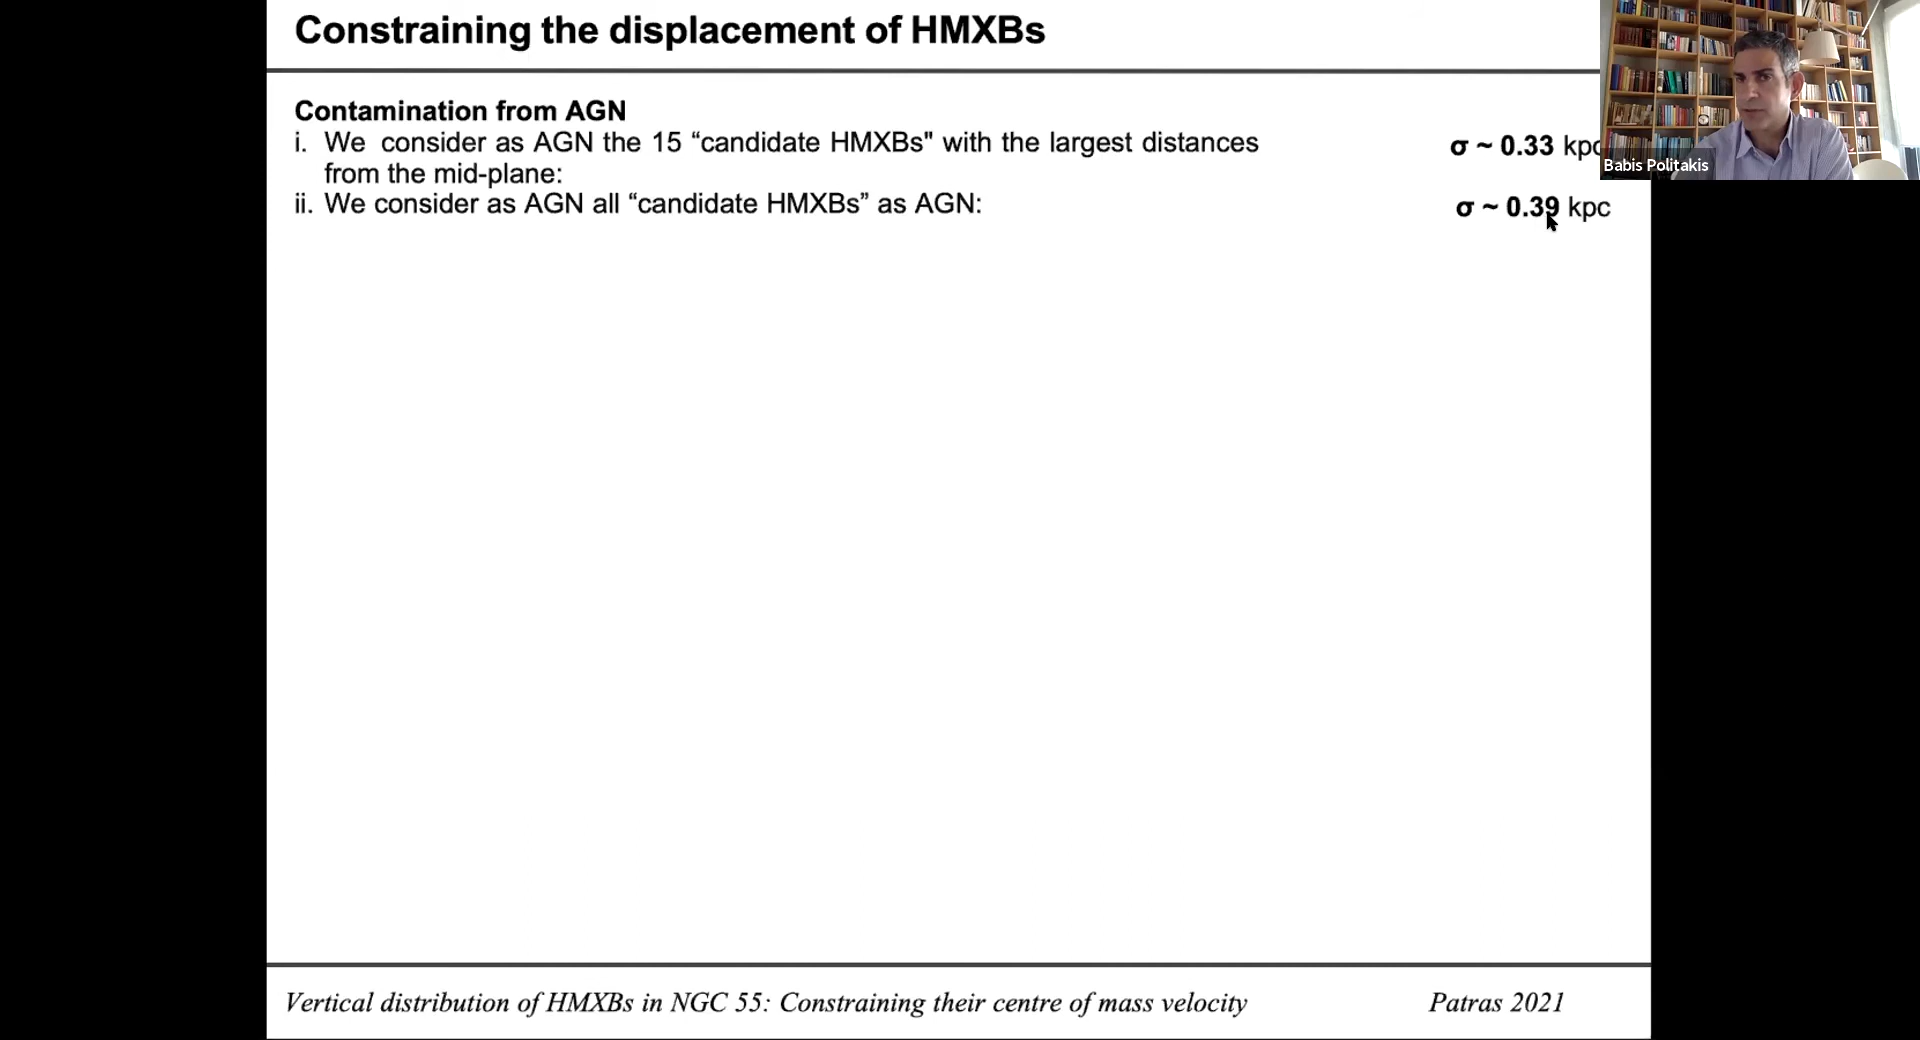 Constraining the displacement of HMXBs
Contamination from AGN
i. We consider as AGN the 15 “candidate HMXBs" with the largest distances
from the mid-plane:
σ ~ 0.33 kpc
ii. We consider as AGN all “candidate HMXBs” as AGN:
σ ~ 0.39 kpc
Babis Politakis
Vertical distribution of HMXBs in NGC 55: Constraining their centre of mass velocity
Patras 2021